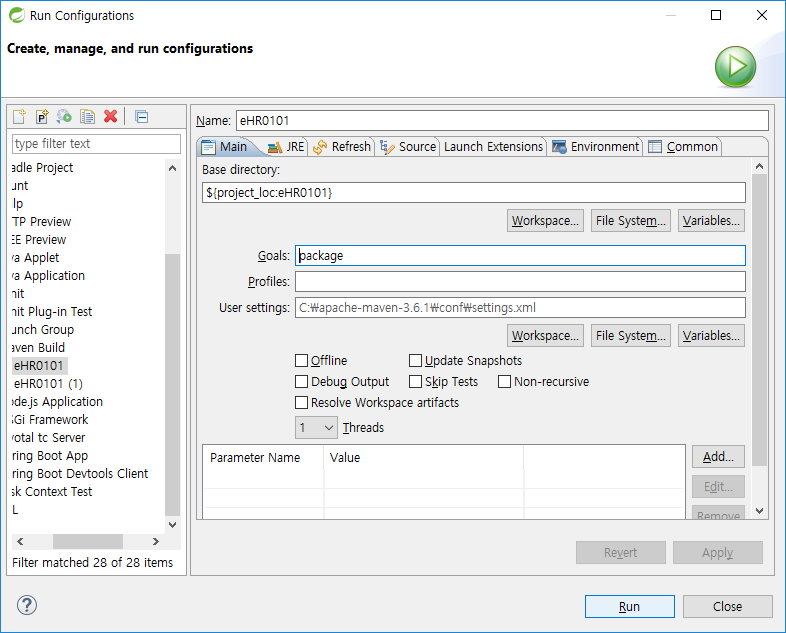 Run Configurations
Create, manage, and run configurations
type filter text
adle Project
unt
lp
TP Preview
EE Preview
va Applet
va Application
nit
nit Plug-in Test
unch Group
aven Build
eHR0101
eHR0101 (1)
de.js Application
Gi Framework
votal tc Server
ring Boot App
ring Boot Devtools Client
sk Context Test
L
Filter matched 28 of 28 items
Name: eHR0101
Main JRE Refresh Source Launch Extensions Environment Common
Base directory:
${project_loc:eHR0101}
Workspace... File System... Variables...
Goals: package
Profiles:
User settings: C:₩apache-maven-3.6.1₩conf₩settings.xml
Workspace... File System... Variables...
Offline Update Snapshots
Debug Output Skip Tests Non-recursive
Resolve Workspace artifacts
1 Threads
Parameter Name Value
Add...
Edit...
Remove
Revert Apply
Run Close